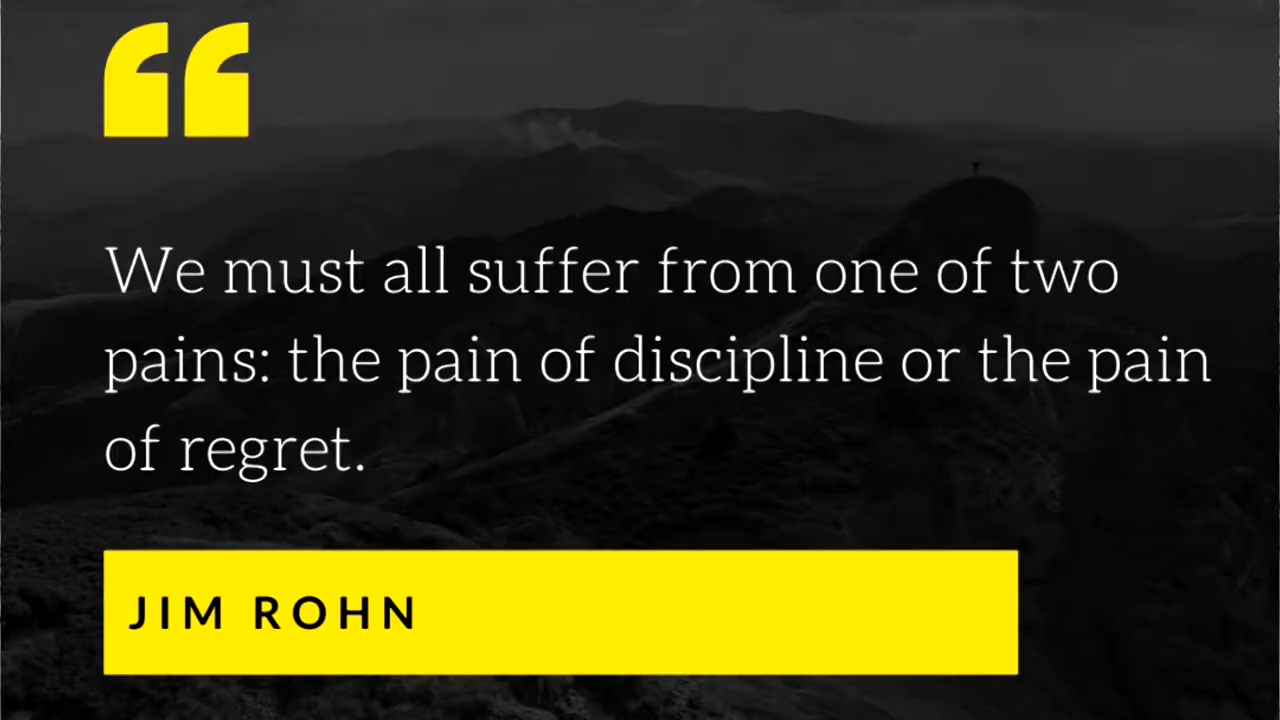 “
We must all suffer from one of two
pains: the pain of discipline or the pain
of regret.
JIM ROHN